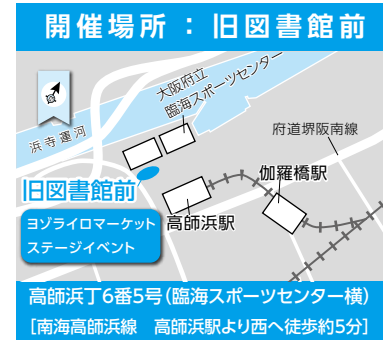 開催場所：旧図書館前
大阪府立
臨海スポーツセンター
浜寺運河
府道堺阪南線
伽羅橋駅
旧図書館前
高師浜駅
ヨゾライロマーケット
ステージイベント
高師浜丁6番5号(臨海スポーツセンター横)
[南海高師浜線　高師浜駅より西へ徒歩約5分]